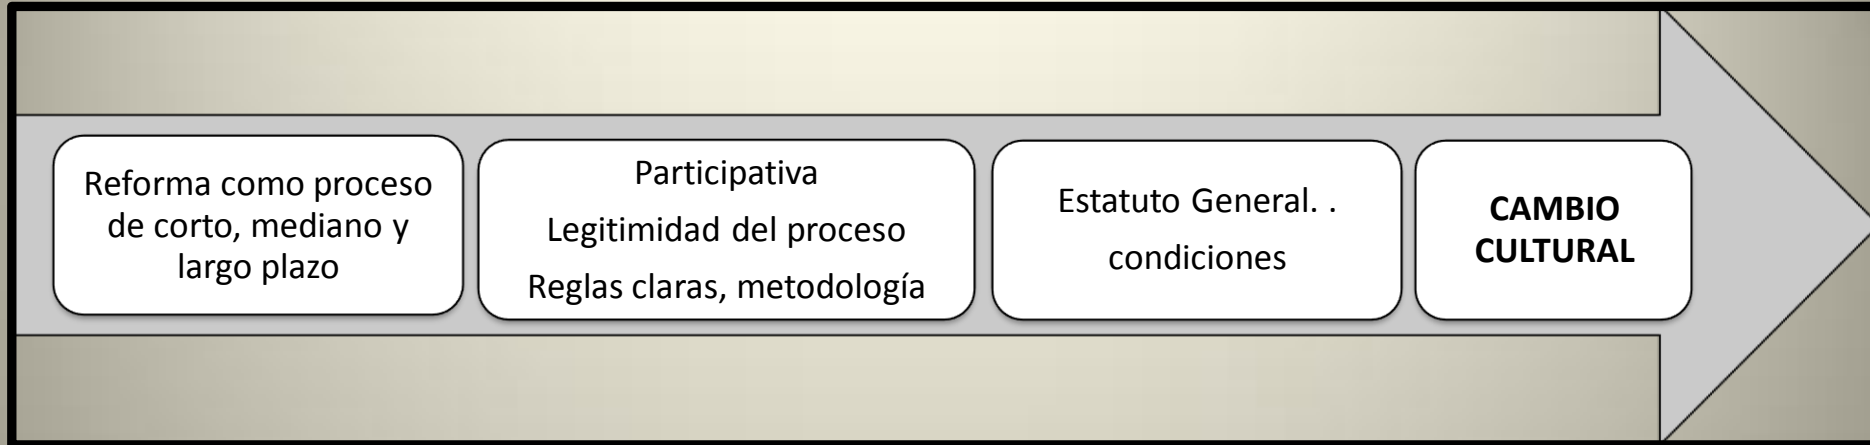 Reforma como proceso
de corto, mediano y
largo plazo
Participativa
Legitimidad del proceso
Reglas claras, metodología
Estatuto General. .
condiciones
CAMBIO
CULTURAL